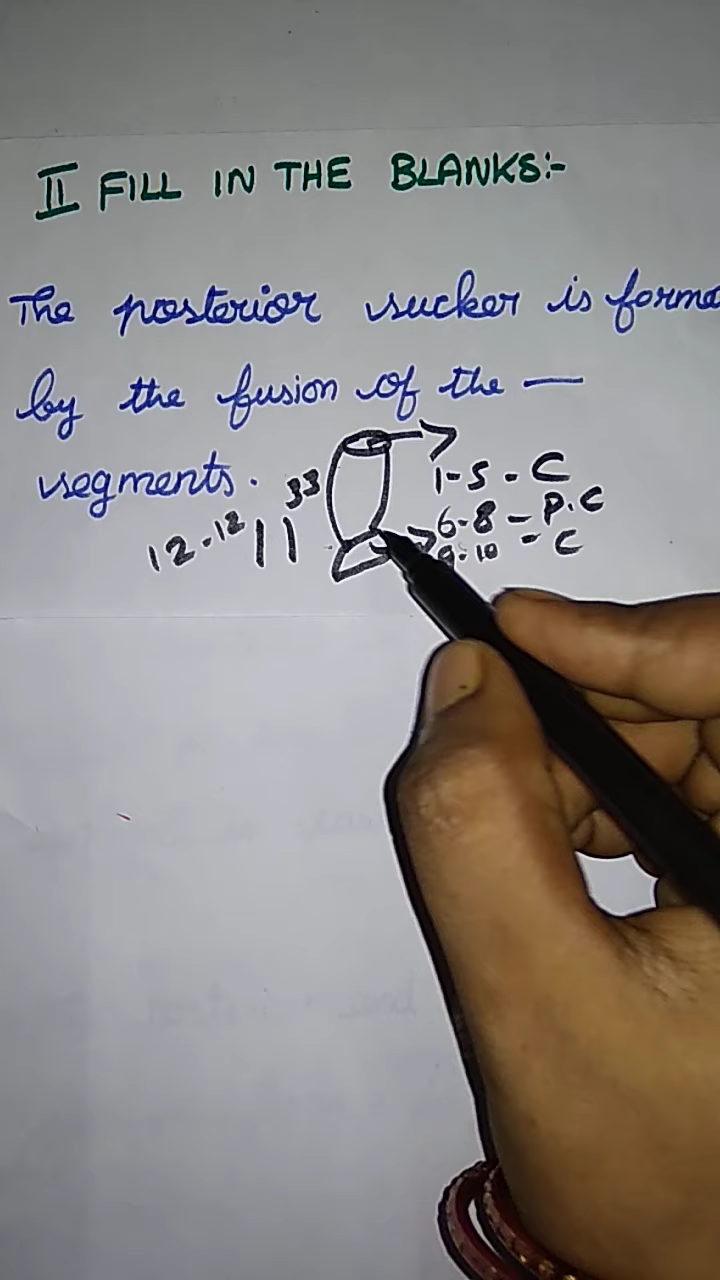 II FILL IN THE BLANKS:-
The posterior sucker is forme
by the fusion of the —
segments.
33
1-5 - C
6-8 - P.C
9-10 - C
12-12 11